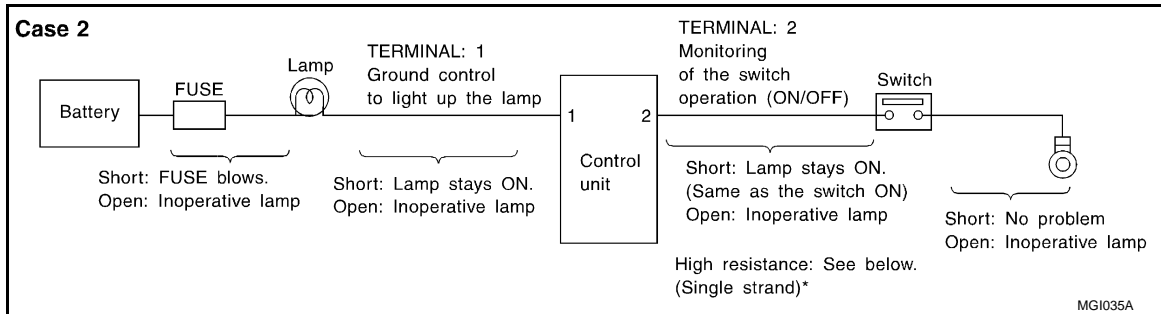 Case 2
Battery
FUSE
Lamp
TERMINAL: 1
Ground control
to light up the lamp
1
2
Control
unit
TERMINAL: 2
Monitoring
of the switch
operation (ON/OFF)
Switch
Short: FUSE blows.
Open: Inoperative lamp
Short: Lamp stays ON.
Open: Inoperative lamp
Short: Lamp stays ON.
(Same as the switch ON)
Open: Inoperative lamp
High resistance: See below.
(Single strand)*
Short: No problem
Open: Inoperative lamp
MGI035A